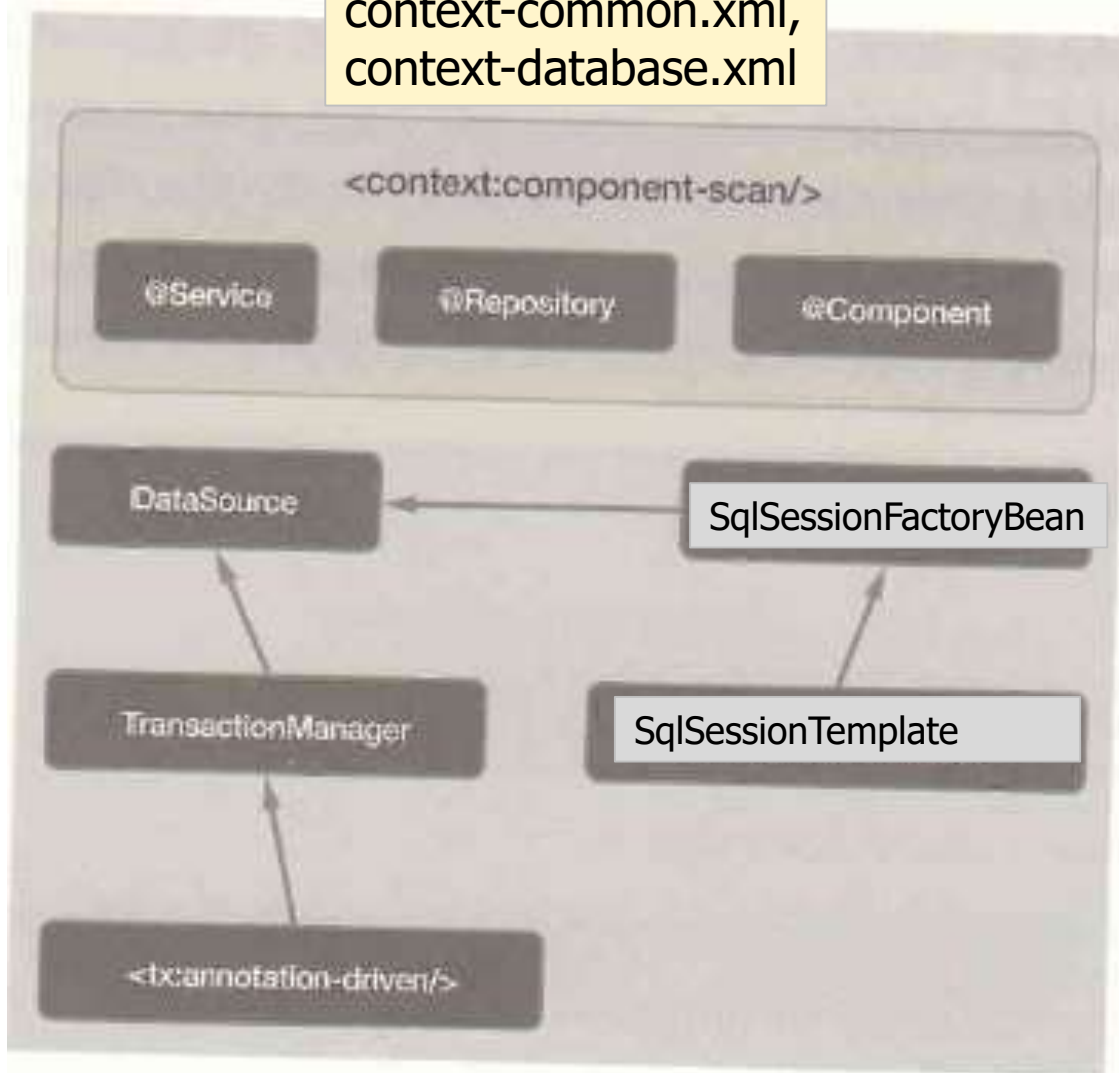 context-common.xml,
context-database.xml
<context:component-scan/>
@Service
@Repository
@Component
DataSource
SqlSessionFactoryBean
TransactionManager
SqlSessionTemplate
<tx:annotation-driven/>